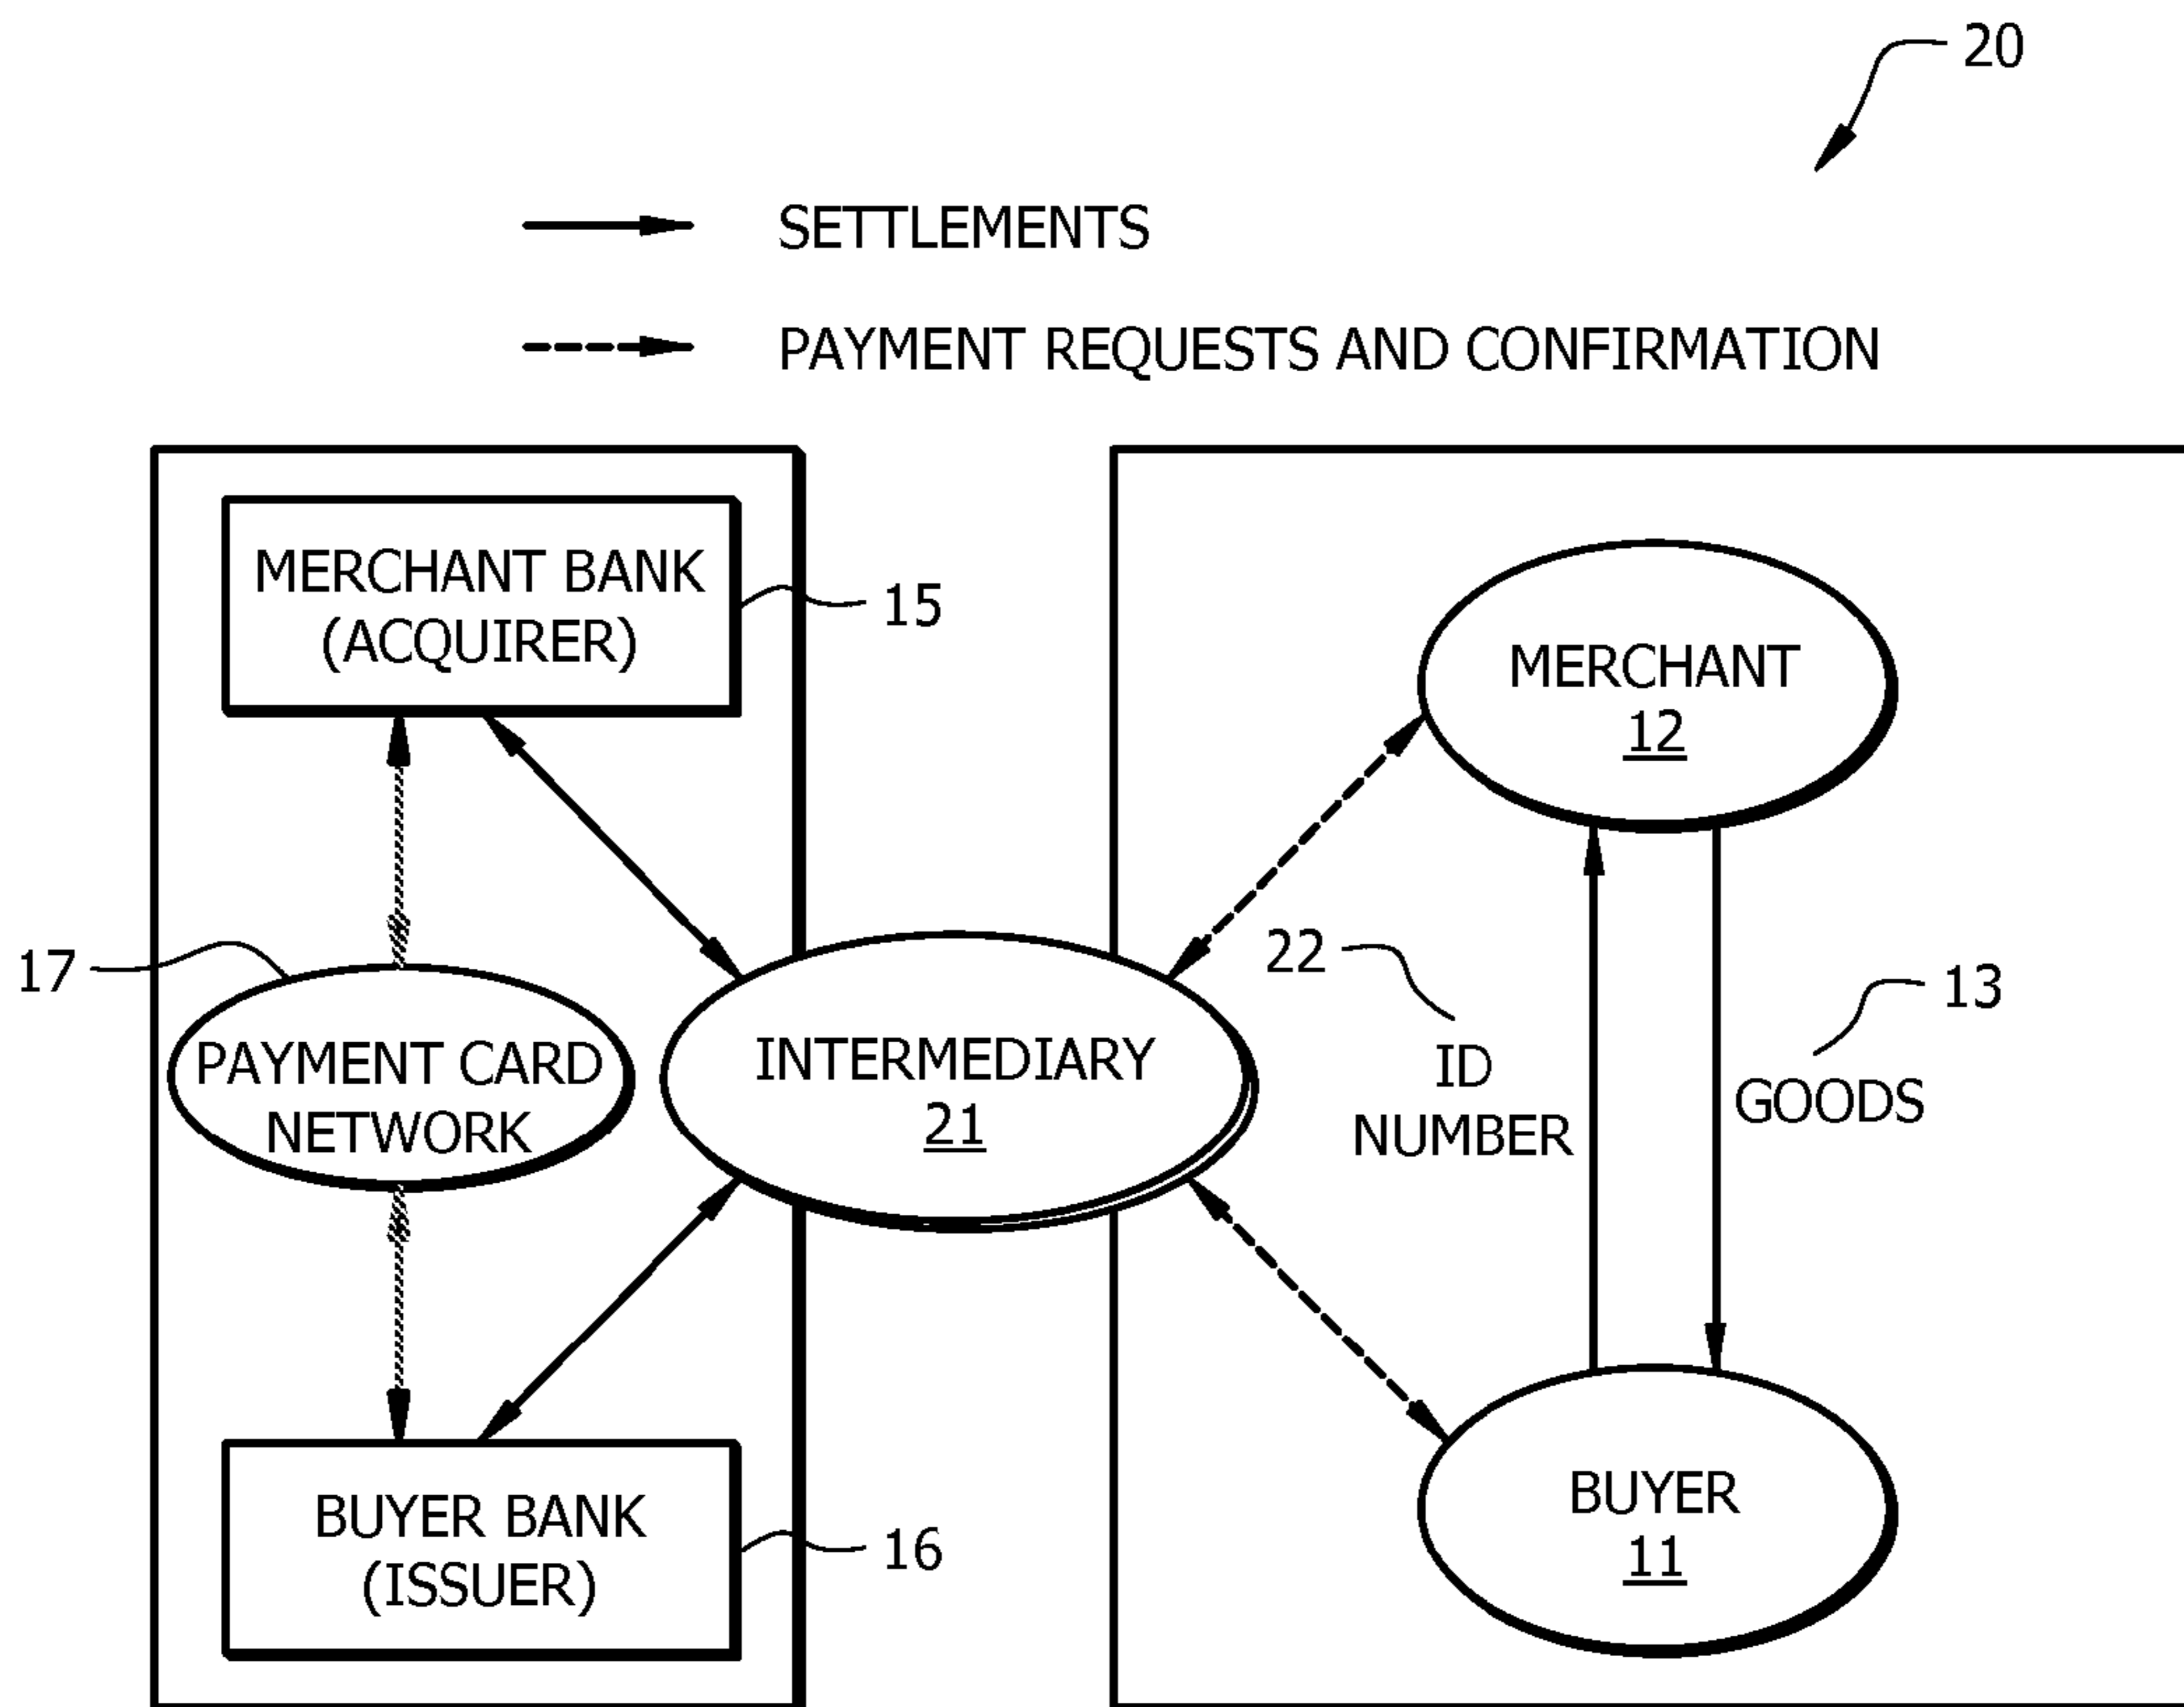 20
SETTLEMENTS
PAYMENT REQUESTS AND CONFIRMATION
MERCHANT BANK
(ACQUIRER)
15
MERCHANT
12
17
PAYMENT CARD
NETWORK
INTERMEDIARY
21
22
ID
NUMBER
13
GOODS
BUYER BANK
(ISSUER)
16
BUYER
11